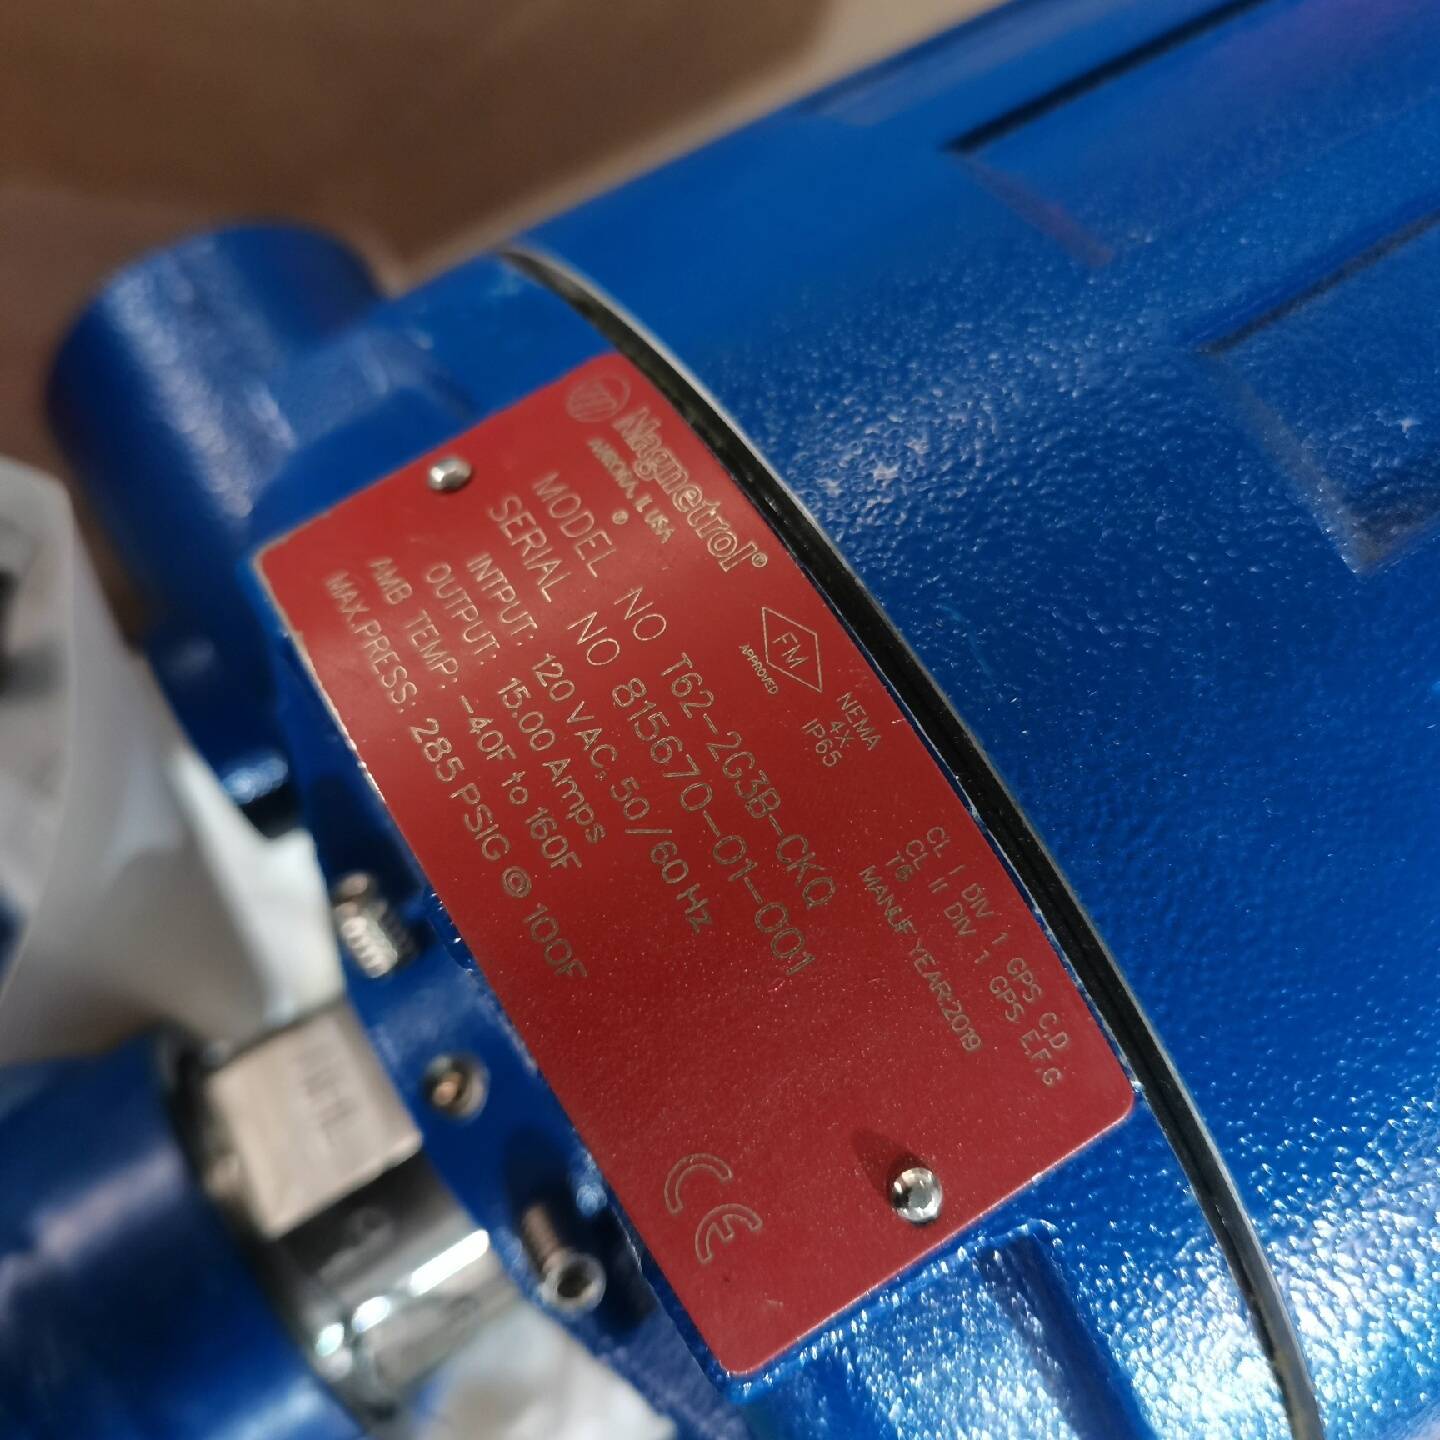 Magnetrol®
AURORA, IL USA
®
MODEL NO T62-2G3B-CKQ
SERIAL NO 815670-01-001
INTPUT: 120 VAC, 50/60 Hz
OUTPUT: 15.00 Amps
AMB TEMP: -40F to 160F
MAX.PRESS: 285 PSIG @ 100F
FM
APPROVED
NEMA
4X
IP65
CL I DIV 1 GPS C,D
CL II DIV 1 GPS E,F,G
T6
MANUF YEAR:2019
CE